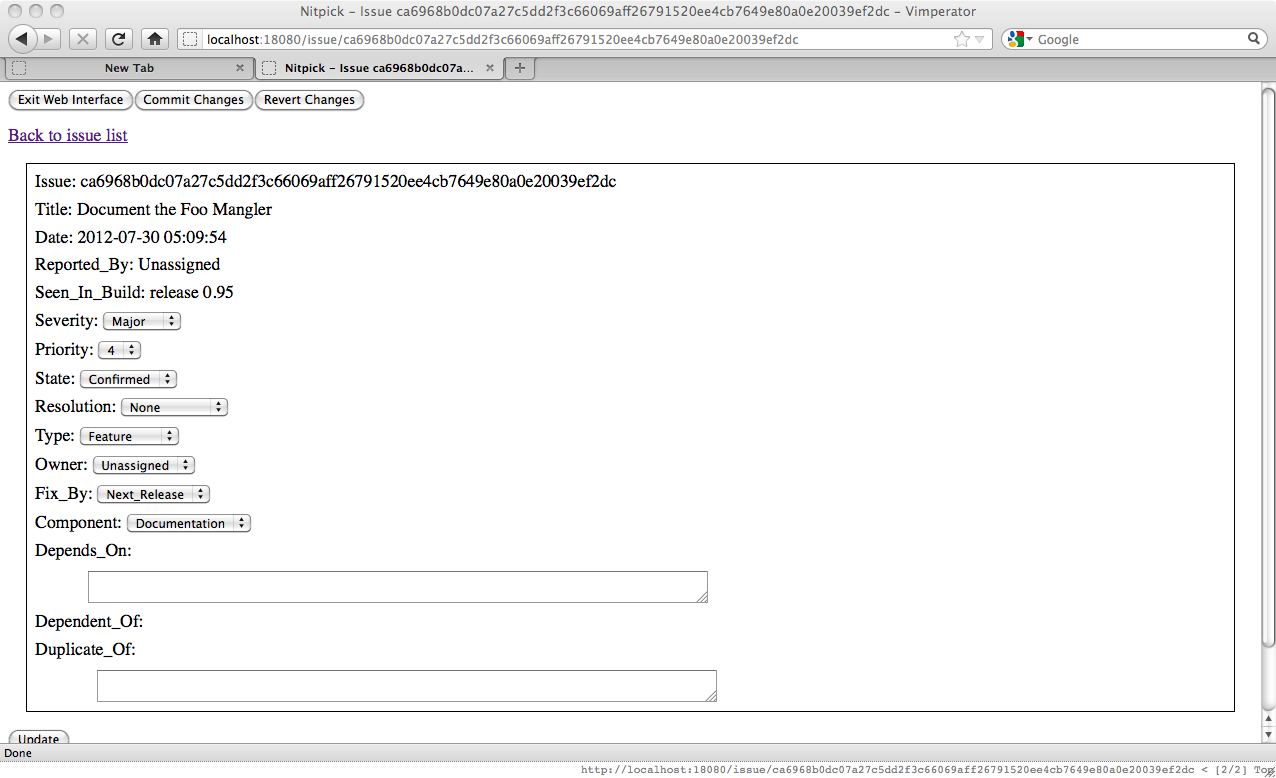 Nitpick – Issue ca6968b0dc07a27c5dd2f3c66069aff26791520ee4cb7649e80a0e20039ef2dc – Vimperator
localhost:18080/issue/ca6968b0dc07a27c5dd2f3c66069aff26791520ee4cb7649e80a0e20039ef2dc Google
New Tab Nitpick – Issue ca6968b0dc07a...
Exit Web Interface Commit Changes Revert Changes
Back to issue list
Issue: ca6968b0dc07a27c5dd2f3c66069aff26791520ee4cb7649e80a0e20039ef2dc
Title: Document the Foo Mangler
Date: 2012-07-30 05:09:54
Reported_By: Unassigned
Seen_In_Build: release 0.95
Severity: Major
Priority: 4
State: Confirmed
Resolution: None
Type: Feature
Owner: Unassigned
Fix_By: Next_Release
Component: Documentation
Depends_On:
Dependent_Of:
Duplicate_Of:
Update
Done
http://localhost:18080/issue/ca6968b0dc07a27c5dd2f3c66069aff26791520ee4cb7649e80a0e20039ef2dc < [2/2] Top